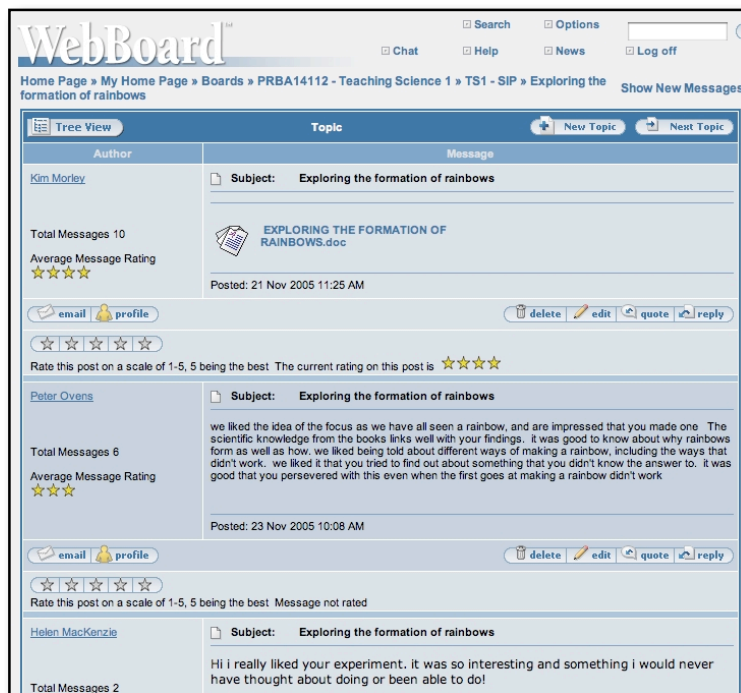 WebBoard
Search
Options
Chat
Help
News
Log off
Home Page » My Home Page » Boards » PRBA14112 - Teaching Science 1 » TS1 - SIP » Exploring the
formation of rainbows
Show New Messages
Tree View
Topic
New Topic
Next Topic
Author
Message
Kim Morley
Subject: Exploring the formation of rainbows
Total Messages 10
EXPLORING THE FORMATION OF
RAINBOWS.doc
Average Message Rating
Posted: 21 Nov 2005 11:25 AM
email
profile
delete
edit
quote
reply
Rate this post on a scale of 1-5, 5 being the best The current rating on this post is
Peter Ovens
Subject: Exploring the formation of rainbows
we liked the idea of the focus as we have all seen a rainbow, and are impressed that you made one The
scientific knowledge from the books links well with your findings. it was good to know about why rainbows
form as well as how. we liked being told about different ways of making a rainbow, including the ways that
didn't work. we liked it that you tried to find out about something that you didn't know the answer to. it was
good that you persevered with this even when the first goes at making a rainbow didn't work
Total Messages 6
Average Message Rating
Posted: 23 Nov 2005 10:08 AM
email
profile
delete
edit
quote
reply
Rate this post on a scale of 1-5, 5 being the best Message not rated
Helen MacKenzie
Subject: Exploring the formation of rainbows
Hi i really liked your experiment. it was so interesting and something i would never
have thought about doing or been able to do!
Total Messages 2